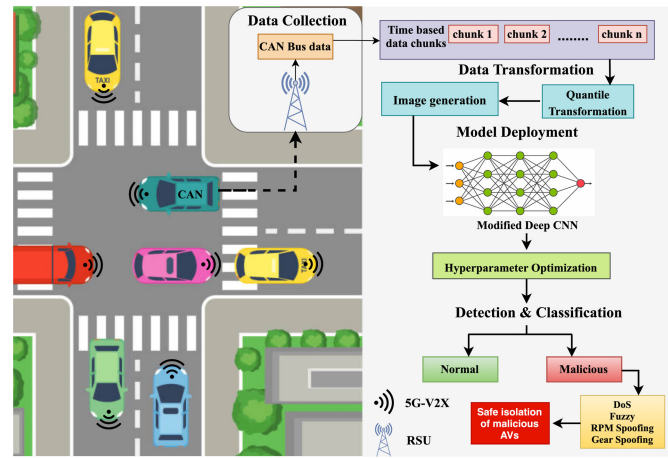 Data Collection
CAN Bus data
Time based
data chunks
chunk 1
chunk 2
........
chunk n
Data Transformation
Image generation
Quantile
Transformation
Model Deployment
Modified Deep CNN
Hyperparameter Optimization
Detection & Classification
Normal
Malicious
DoS
Fuzzy
RPM Spoofing
Gear Spoofing
Safe isolation
of malicious
AVs
TAXI
CAN
TAXI
5G-V2X
RSU